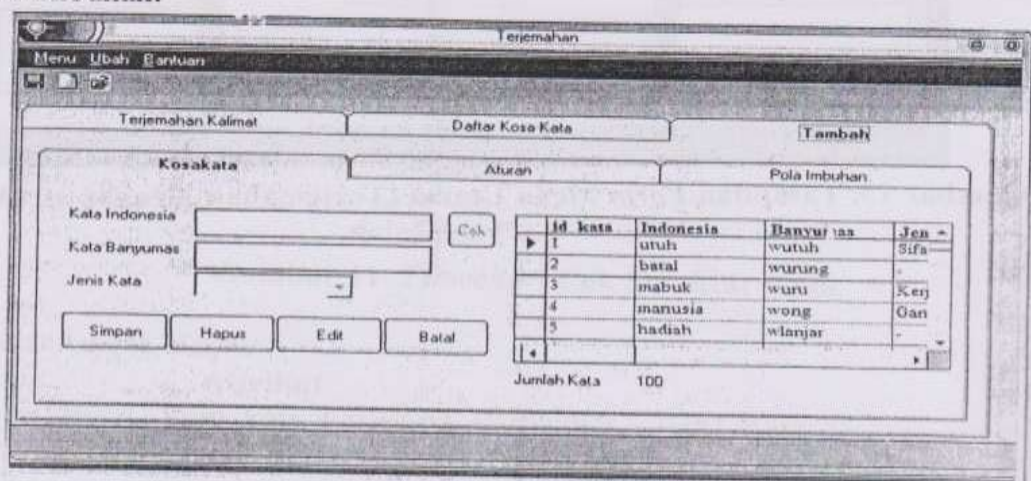 Terjemahan
Menu Ubah Bantuan
Terjemahan Kalimat Daftar Kosa Kata Tambah
Kosakata Aturan Pola Imbuhan
Kata Indonesia
Cek
Kata Banyumas
Jenis Kata
Simpan Hapus Edit Batal
id_kata Indonesia Banyumas Jen
1 utuh wutuh Sifa
2 batal wurung -
3 mabuk wuru Kerj
4 manusia wong Gan
5 hadiah wlanjar -
Jumlah Kata 100